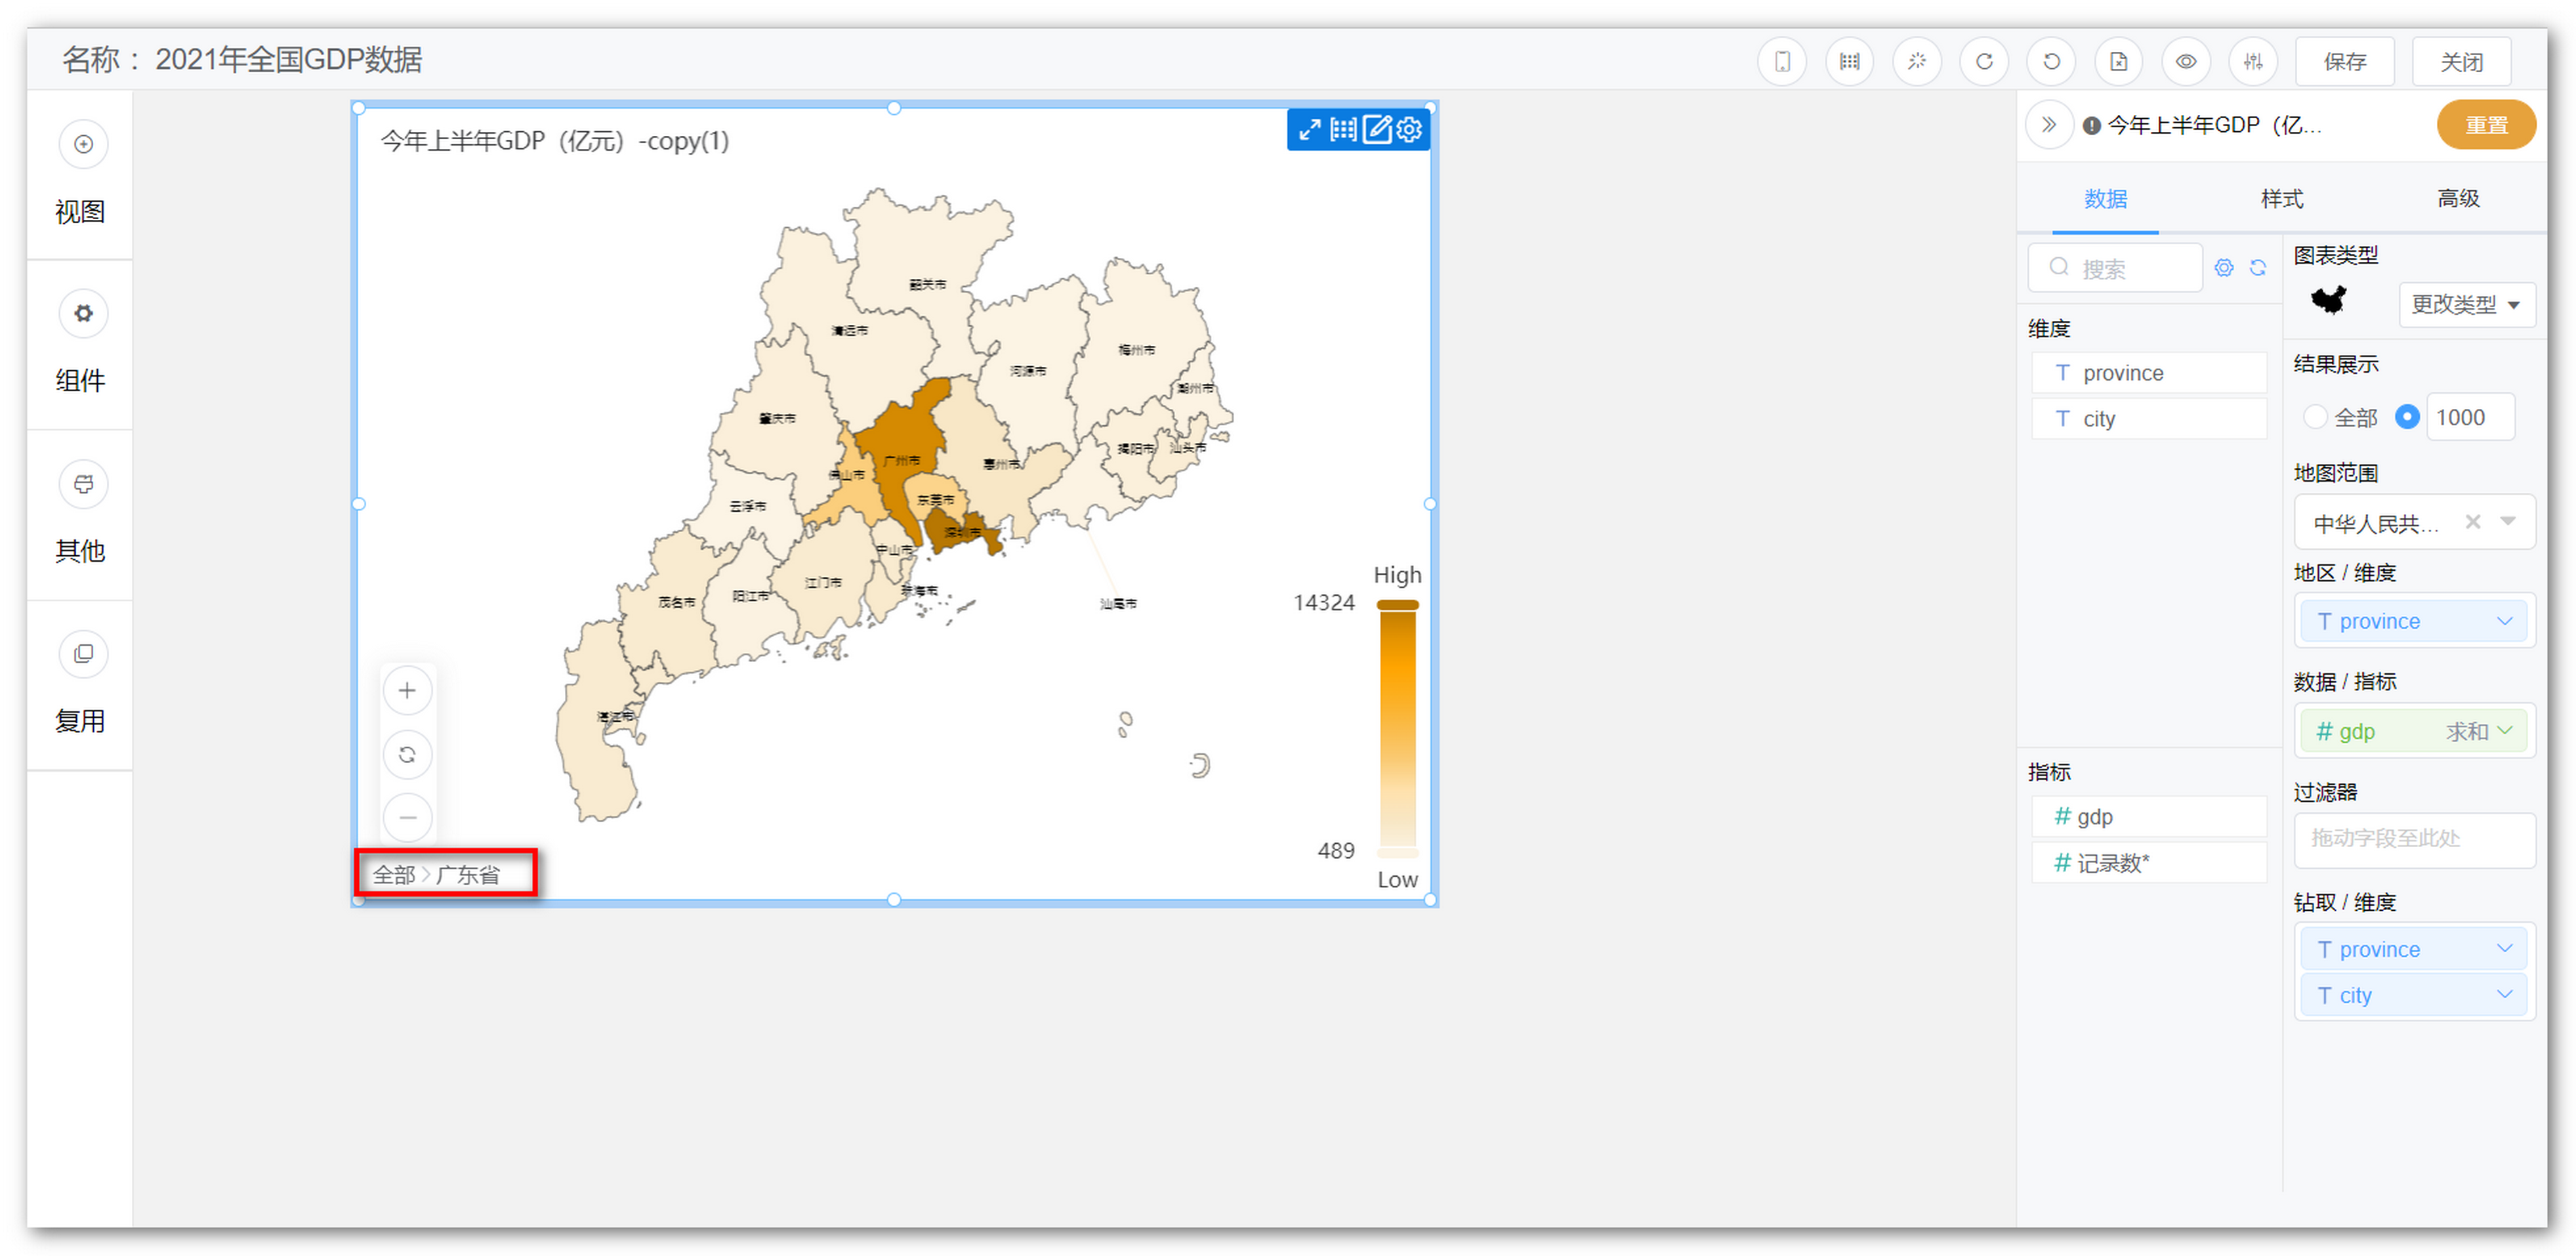 名称： 2021年全国GDP数据
保存
关闭
视图
组件
其他
复用
今年上半年GDP（亿元）-copy(1)
韶关市
清远市
梅州市
河源市
潮州市
肇庆市
揭阳市
汕头市
广州市
惠州市
佛山市
东莞市
云浮市
深圳市
中山市
江门市
珠海市
阳江市
茂名市
汕尾市
湛江市
High
14324
489
Low
全部
广东省
今年上半年GDP（亿...
重置
数据
样式
高级
搜索
维度
T province
T city
指标
# gdp
# 记录数*
图表类型
更改类型
结果展示
全部
1000
地图范围
中华人民共...
地区 / 维度
T province
数据 / 指标
# gdp 求和
过滤器
拖动字段至此处
钻取 / 维度
T province
T city